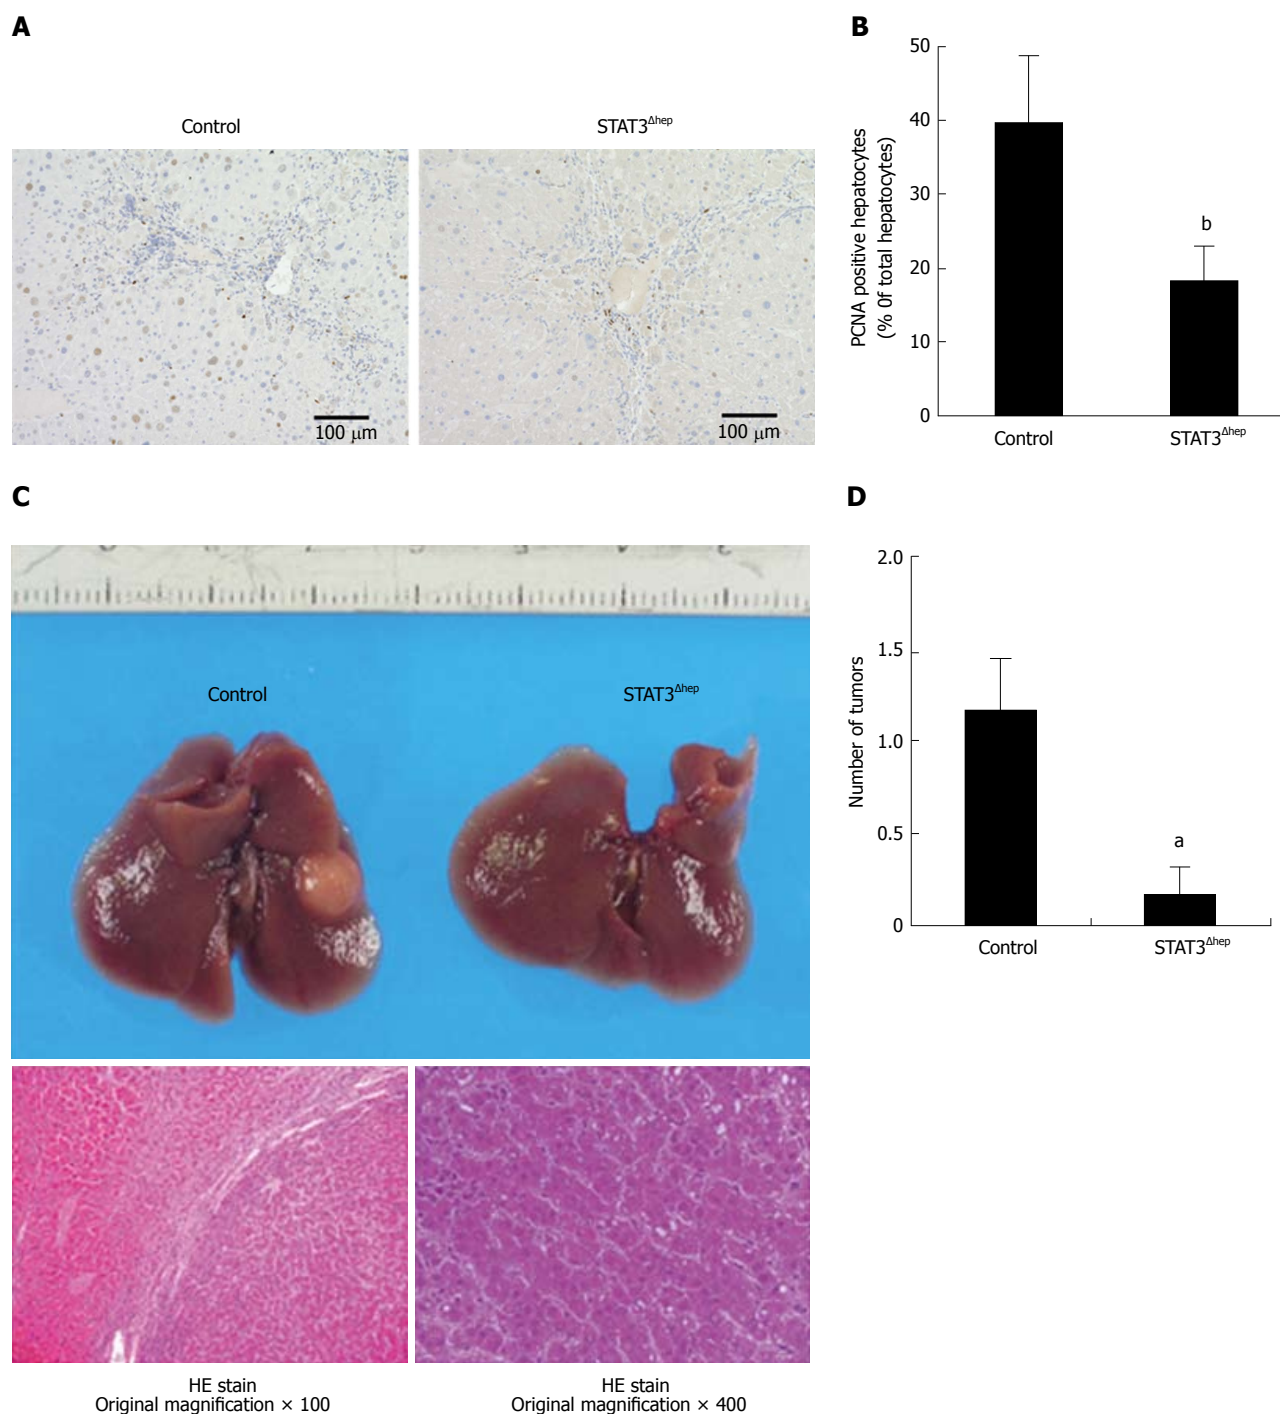 A
Control
STAT3Δhep
100 μm
100 μm
B
50
40
30
20
10
0
PCNA positive hepatocytes
(% 0f total hepatocytes)
b
Control
STAT3Δhep
C
Control
STAT3Δhep
HE stain
Original magnification × 100
HE stain
Original magnification × 400
D
2.0
1.5
1.0
0.5
0
Number of tumors
a
Control
STAT3Δhep